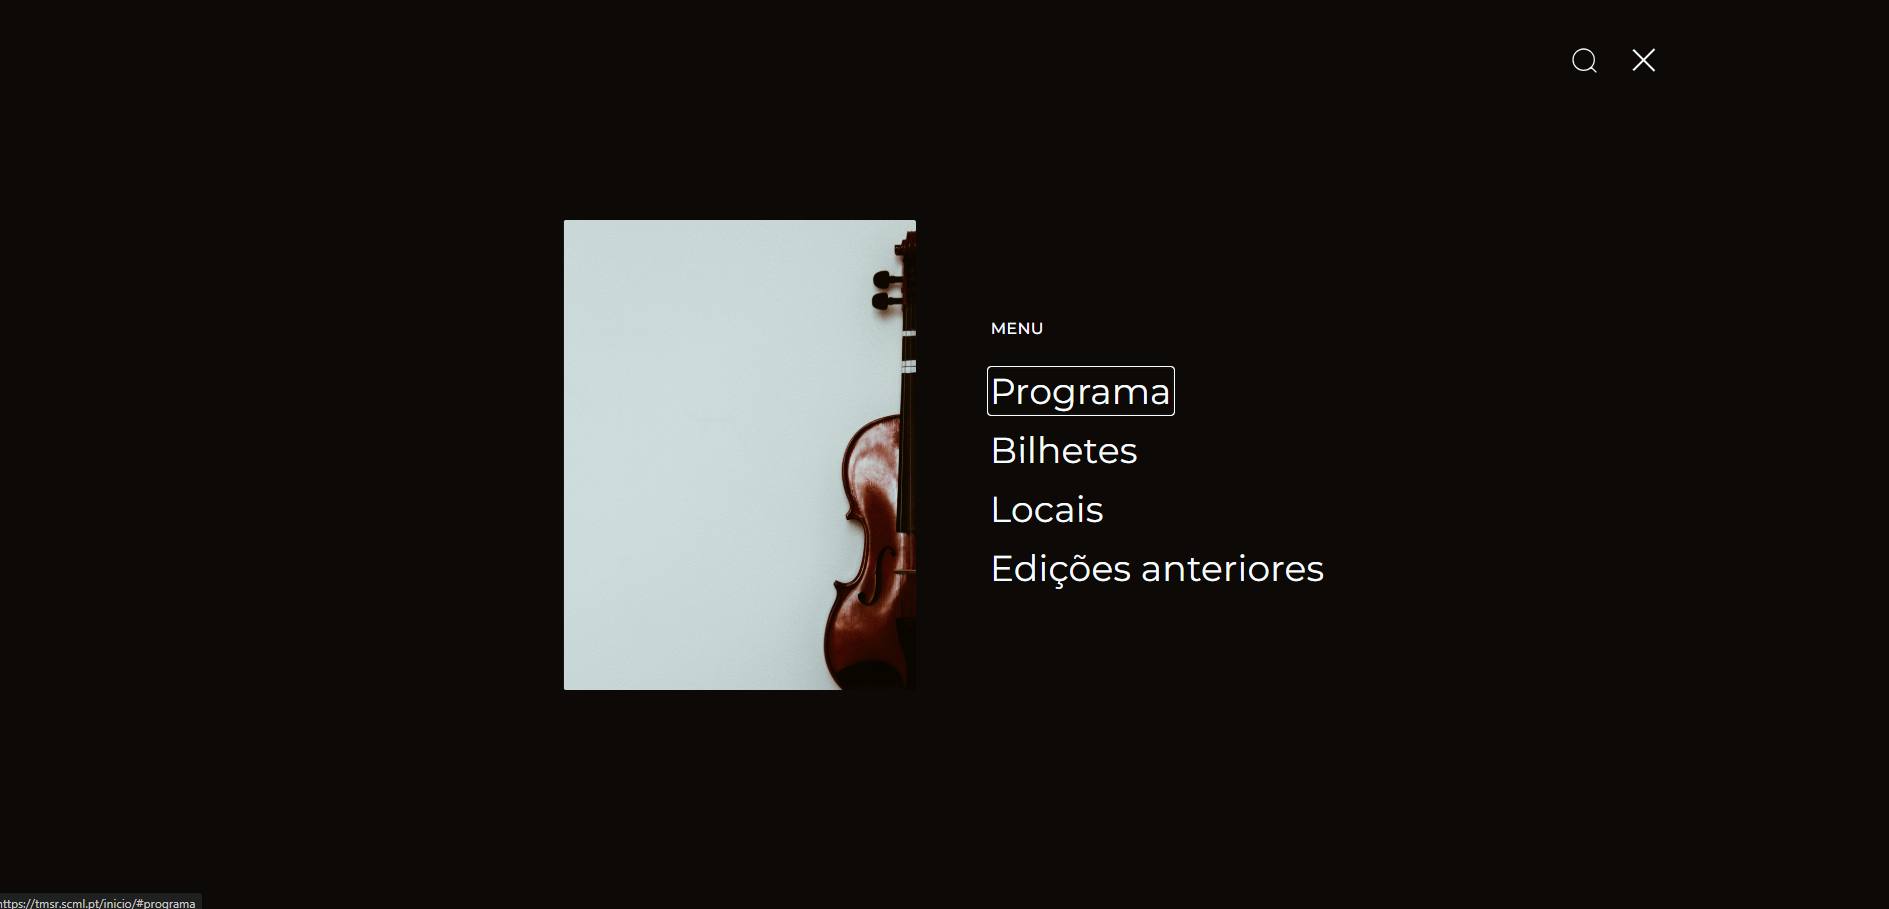 MENU
Programa
Bilhetes
Locais
Edições anteriores
https://tmsr.scml.pt/inicio/#programa